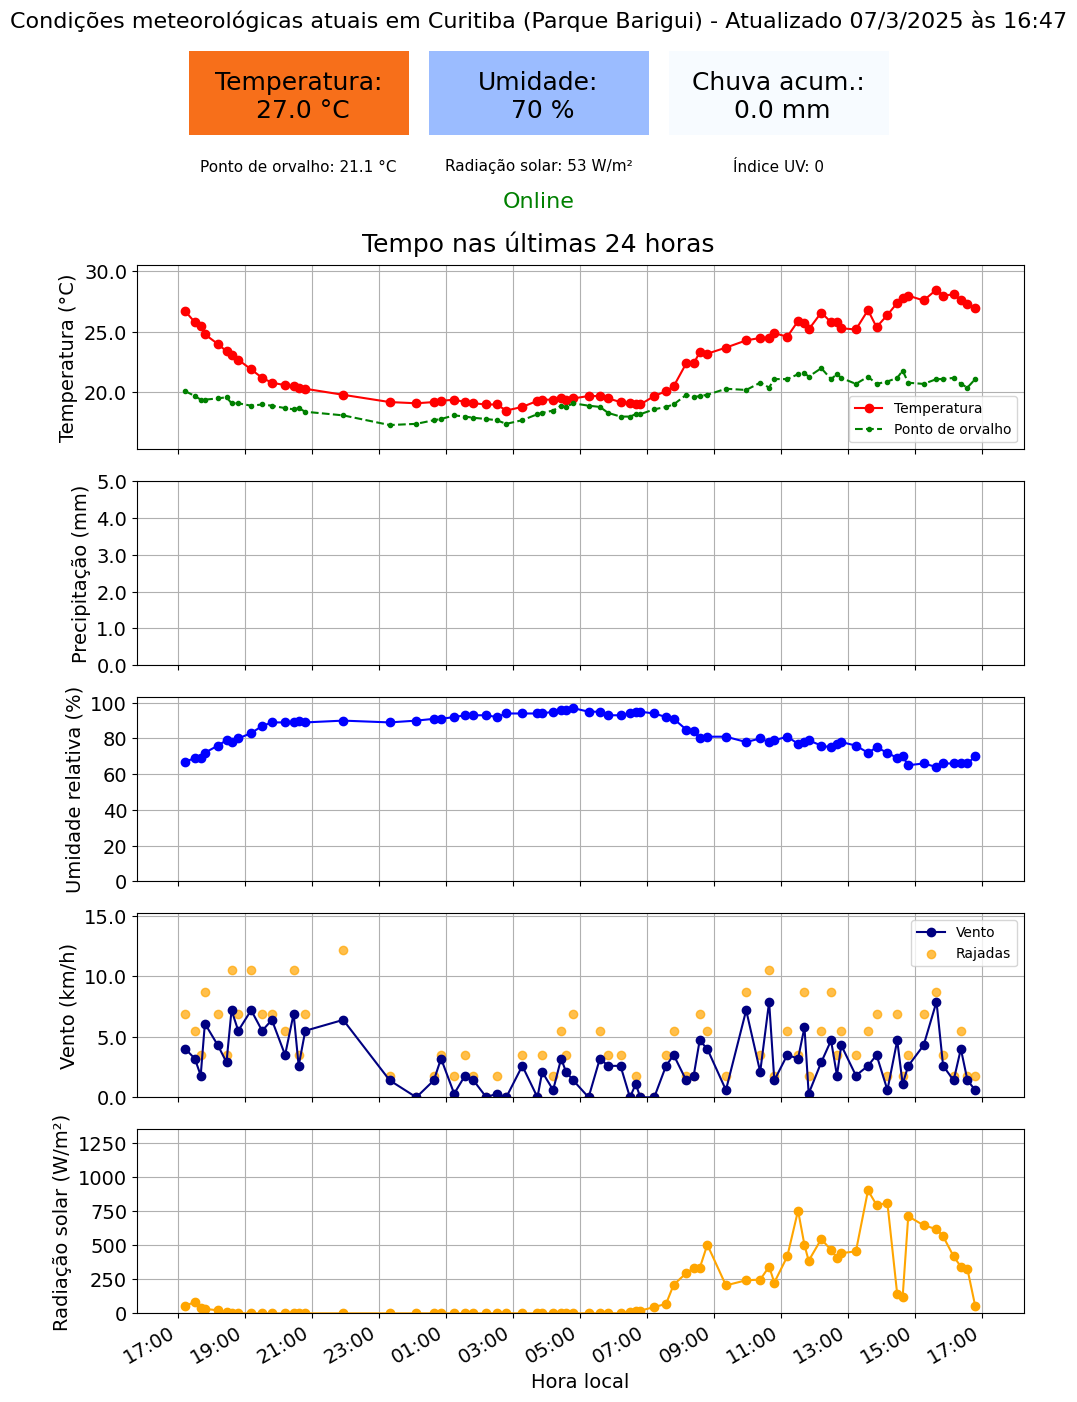 Condições meteorológicas atuais em Curitiba (Parque Barigui) - Atualizado 07/3/2025 às 16:47
Temperatura:
27.0 °C
Umidade:
70 %
Chuva acum.:
0.0 mm
Ponto de orvalho: 21.1 °C
Radiação solar: 53 W/m²
Índice UV: 0
Online
Tempo nas últimas 24 horas
Temperatura (°C)
30.0
25.0
20.0
Temperatura
Ponto de orvalho
Precipitação (mm)
5.0
4.0
3.0
2.0
1.0
0.0
Umidade relativa (%)
100
80
60
40
20
0
Vento (km/h)
15.0
10.0
5.0
0.0
Vento
Rajadas
Radiação solar (W/m²)
1250
1000
750
500
250
0
17:00
19:00
21:00
23:00
01:00
03:00
05:00
07:00
09:00
11:00
13:00
15:00
17:00
Hora local